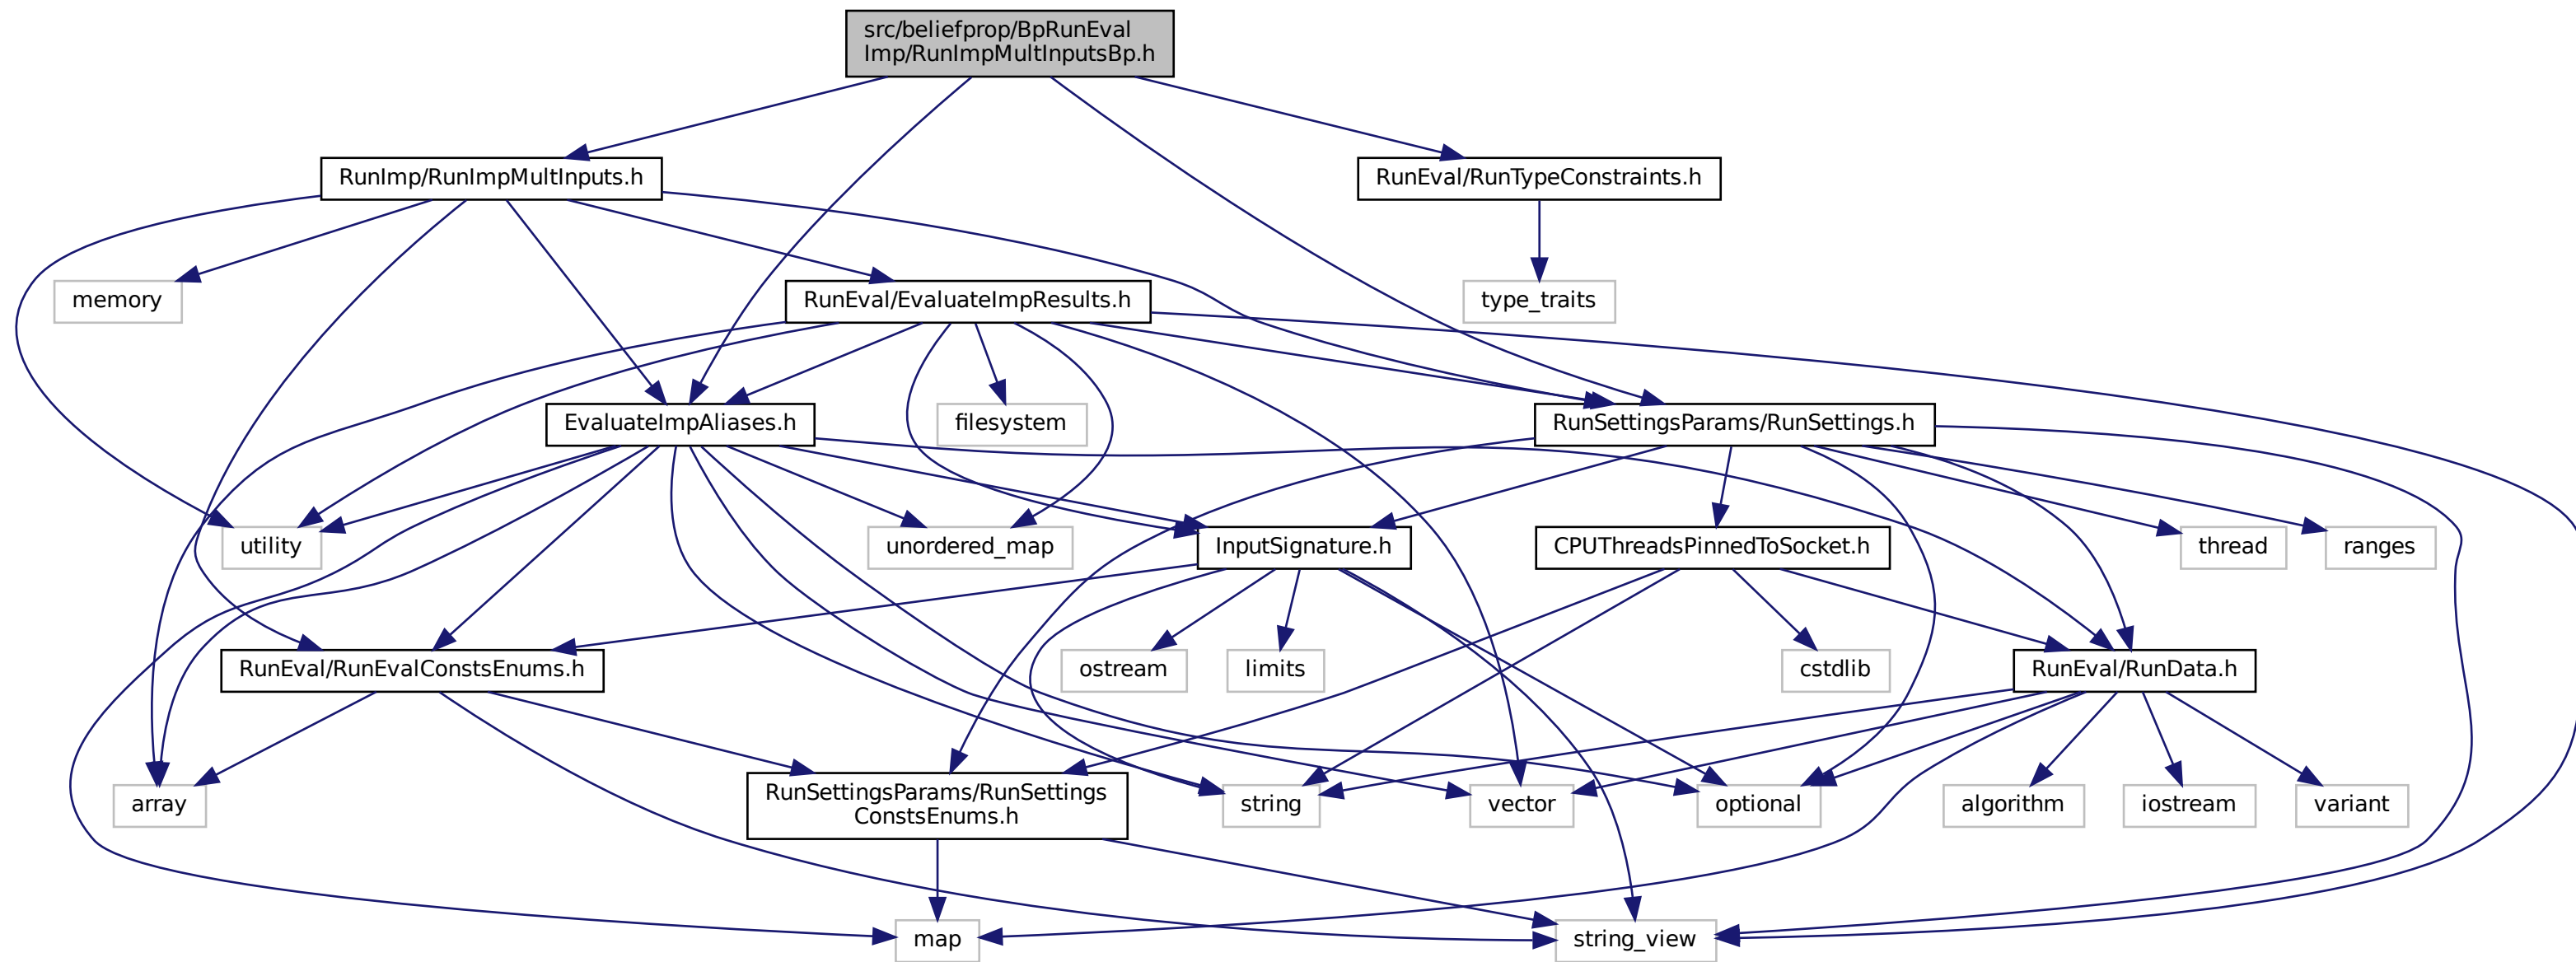 src/beliefprop/BpRunEval
Imp/RunImpMultInputsBp.h
RunImp/RunImpMultInputs.h
RunEval/RunTypeConstraints.h
memory
RunEval/EvaluateImpResults.h
type_traits
EvaluateImpAliases.h
filesystem
RunSettingsParams/RunSettings.h
utility
unordered_map
InputSignature.h
CPUThreadsPinnedToSocket.h
thread
ranges
RunEval/RunEvalConstsEnums.h
ostream
limits
cstdlib
RunEval/RunData.h
array
RunSettingsParams/RunSettings
ConstsEnums.h
string
vector
optional
algorithm
iostream
variant
map
string_view